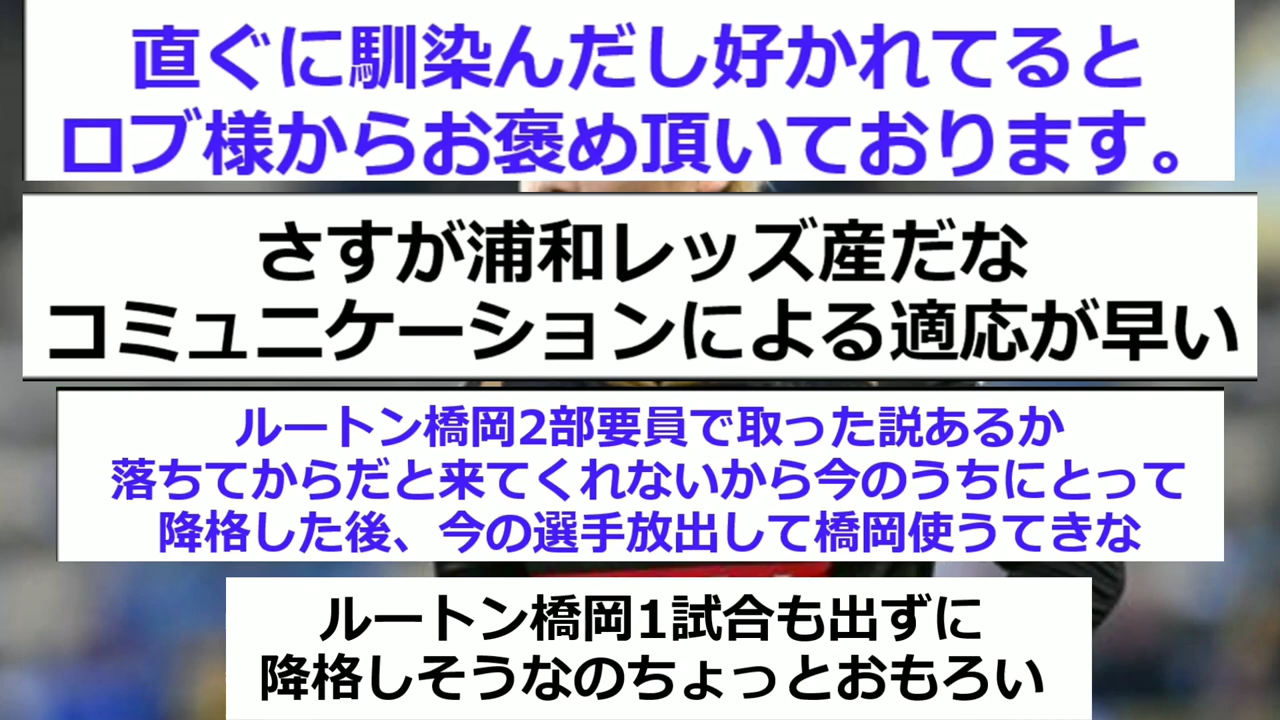 直ぐに馴染んだし好かれてると
ロブ様からお褒め頂いております。
さすが浦和レッズ産だな
コミュニケーションによる適応が早い
ルートン橋岡2部要員で取った説あるか
落ちてからだと来てくれないから今のうちにとって
降格した後、今の選手放出して橋岡使うてきな
ルートン橋岡1試合も出ずに
降格しそうなのちょっとおもろい